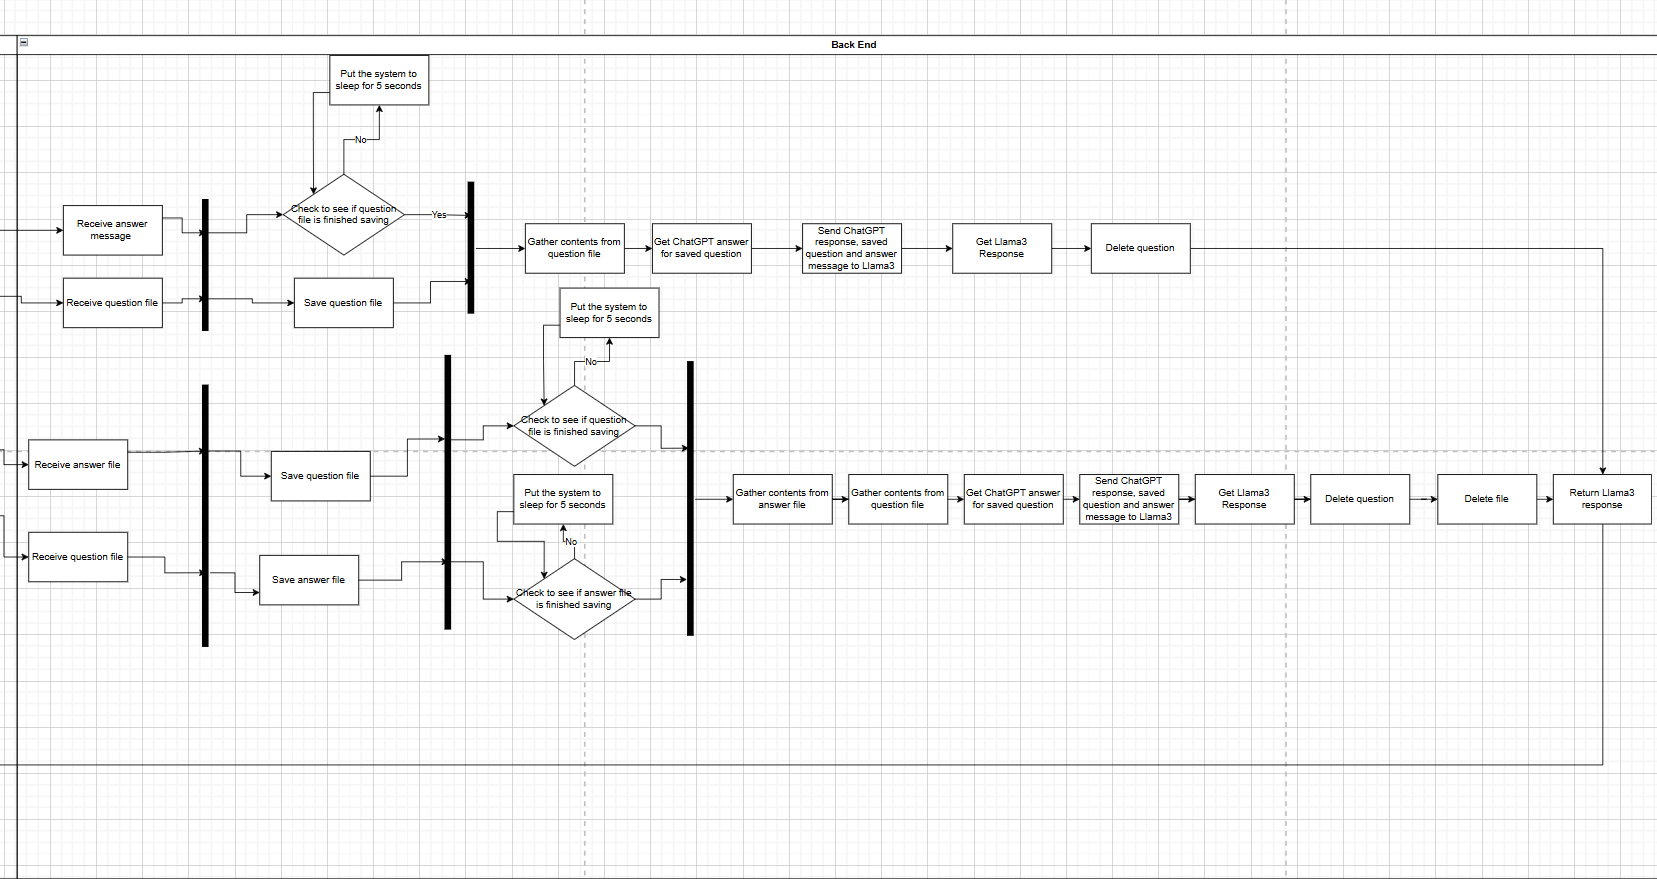 Back End
Put the system to
sleep for 5 seconds
No
Check to see if question
file is finished saving
Yes
Receive answer
message
Receive question file
Save question file
Gather contents from
question file
Get ChatGPT answer
for saved question
Send ChatGPT
response, saved
question and answer
message to Llama3
Get Llama3
Response
Delete question
Put the system to
sleep for 5 seconds
No
Check to see if question
file is finished saving
Receive answer file
Save question file
Put the system to
sleep for 5 seconds
No
Check to see if answer file
is finished saving
Receive question file
Save answer file
Gather contents from
answer file
Gather contents from
question file
Get ChatGPT answer
for saved question
Send ChatGPT
response, saved
question and answer
message to Llama3
Get Llama3
Response
Delete question
Delete file
Return Llama3
response